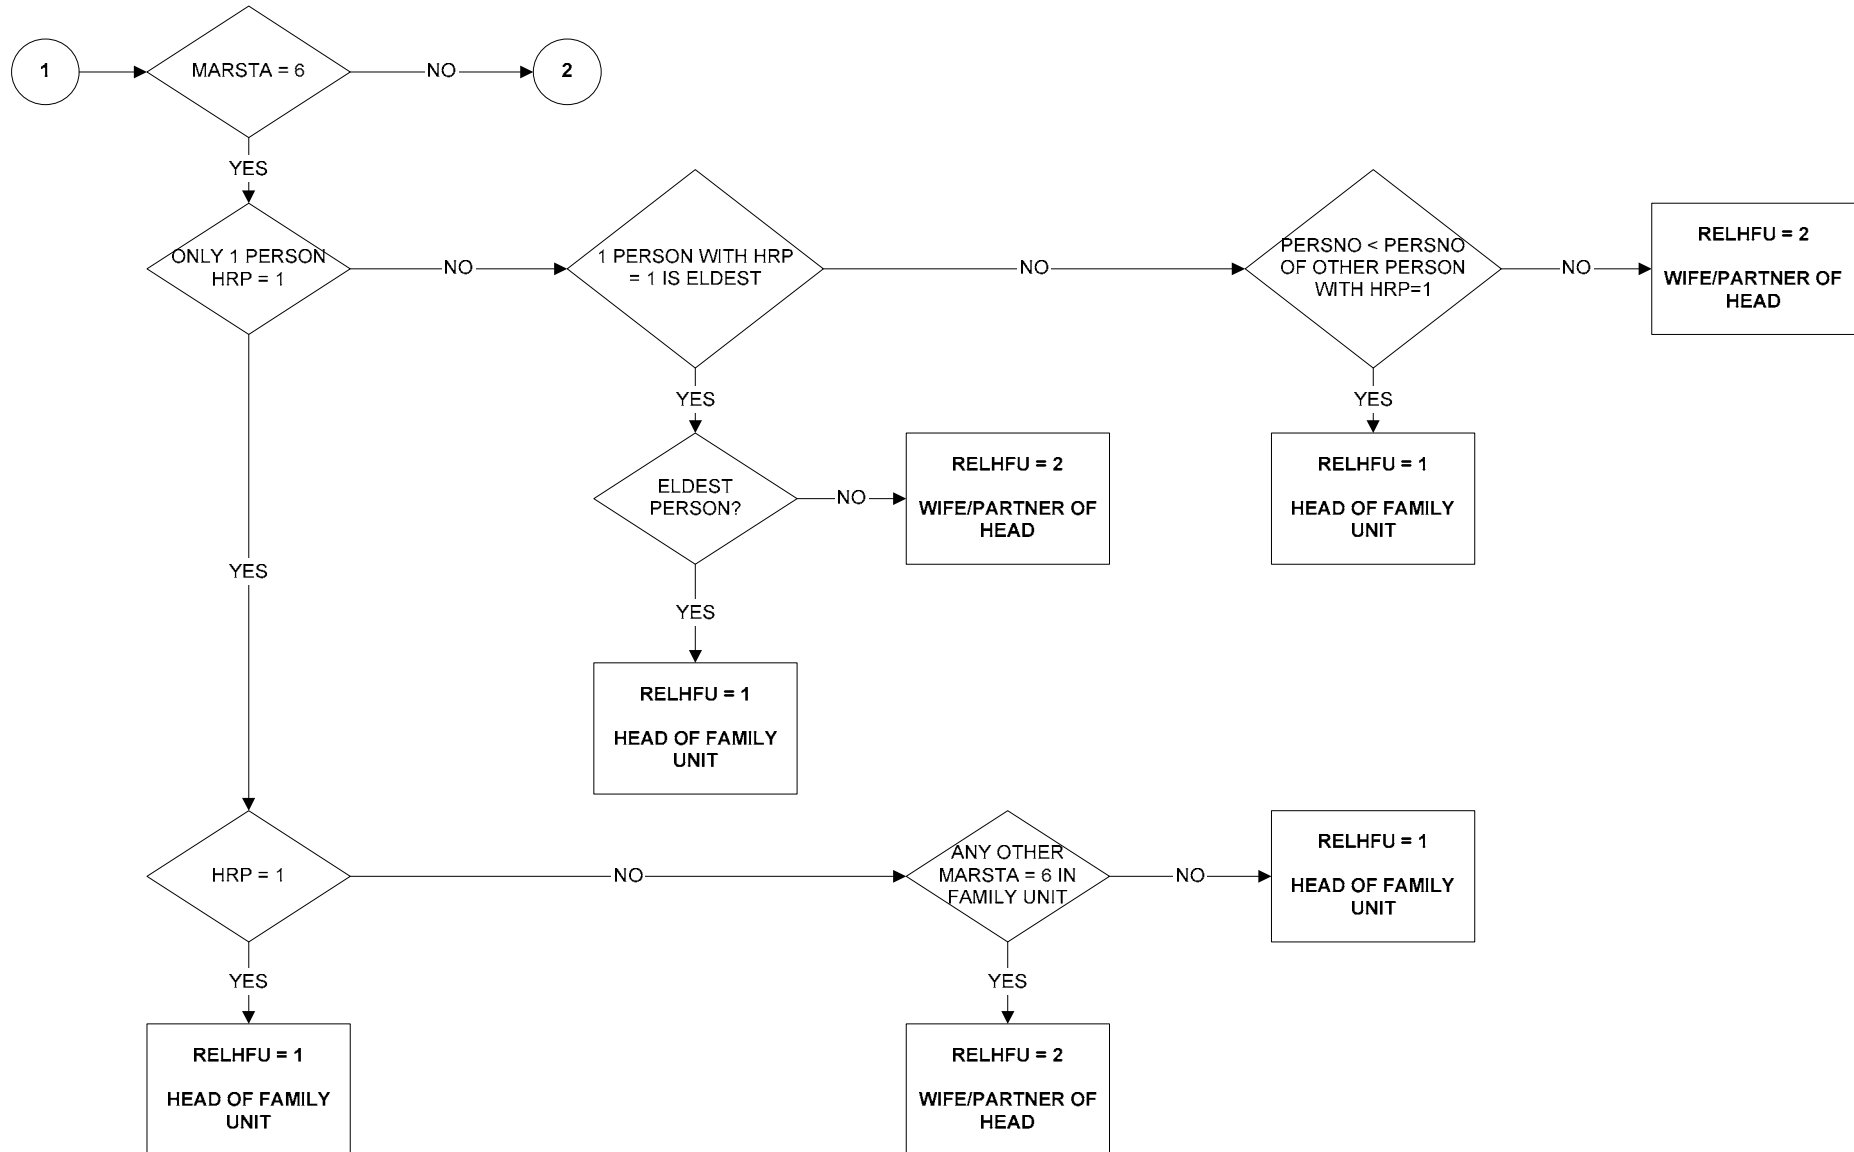 1
MARSTA = 6
NO
2
YES
ONLY 1 PERSON
HRP = 1
NO
1 PERSON WITH HRP
= 1 IS ELDEST
NO
PERSNO < PERSNO
OF OTHER PERSON
WITH HRP=1
NO
RELHFU = 2
WIFE/PARTNER OF
HEAD
YES
YES
ELDEST
PERSON?
NO
RELHFU = 2
WIFE/PARTNER OF
HEAD
RELHFU = 1
HEAD OF FAMILY
UNIT
YES
YES
RELHFU = 1
HEAD OF FAMILY
UNIT
HRP = 1
NO
ANY OTHER
MARSTA = 6 IN
FAMILY UNIT
NO
RELHFU = 1
HEAD OF FAMILY
UNIT
YES
YES
RELHFU = 1
HEAD OF FAMILY
UNIT
RELHFU = 2
WIFE/PARTNER OF
HEAD